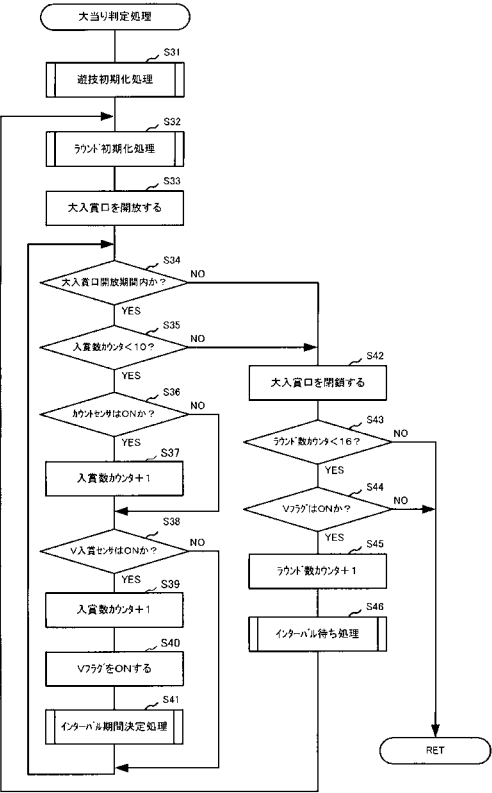 大当り判定処理
S31
遊技初期化処理
S32
ラウンド初期化処理
S33
大入賞口を開放する
S34
大入賞口開放期間内か？
NO
YES
S35
入賞数カウンタ<10？
NO
YES
S36
カウントセンサはONか？
NO
YES
S37
入賞数カウンタ+1
S38
V入賞センサはONか？
NO
YES
S39
入賞数カウンタ+1
S40
VフラグをONする
S41
インターバル期間決定処理
S42
大入賞口を閉鎖する
S43
ラウンド数カウンタ<16？
NO
YES
S44
VフラグはONか？
NO
YES
S45
ラウンド数カウンタ+1
S46
インターバル待ち処理
RET